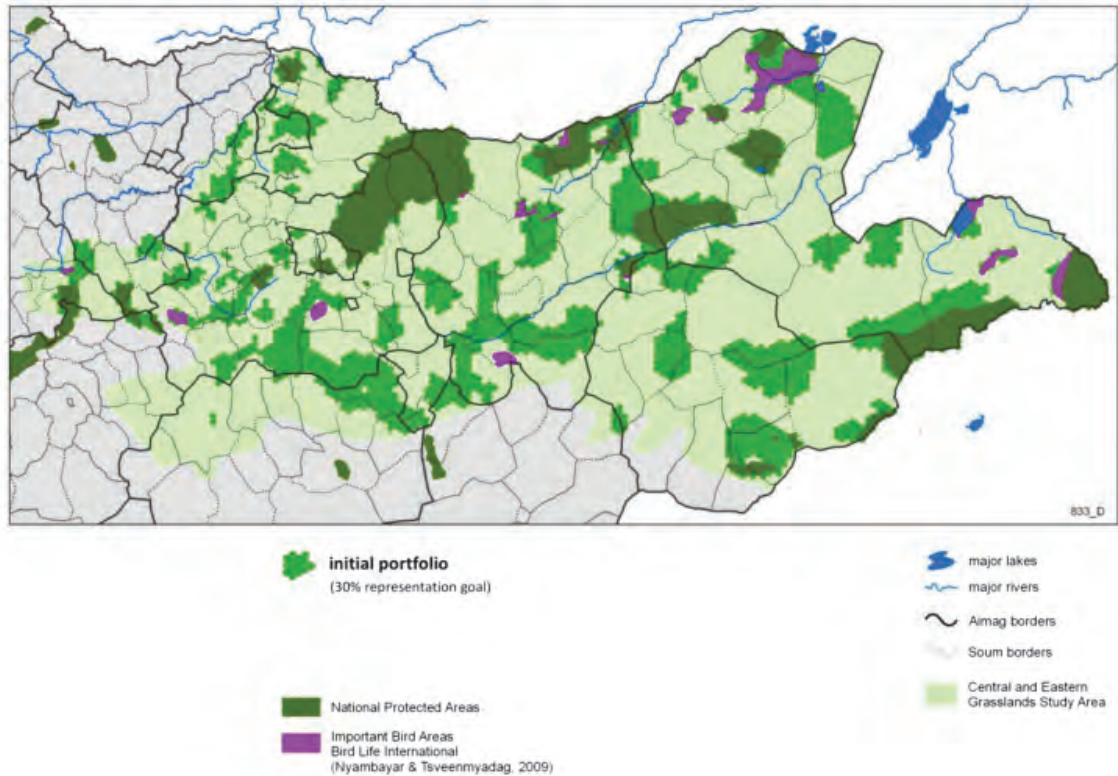 833_D
initial portfolio
(30% representation goal)
National Protected Areas
Important Bird Areas
Bird Life International
(Nyambayar & Tsveenmyadag, 2009)
major lakes
major rivers
Aimag borders
Soum borders
Central and Eastern
Grasslands Study Area